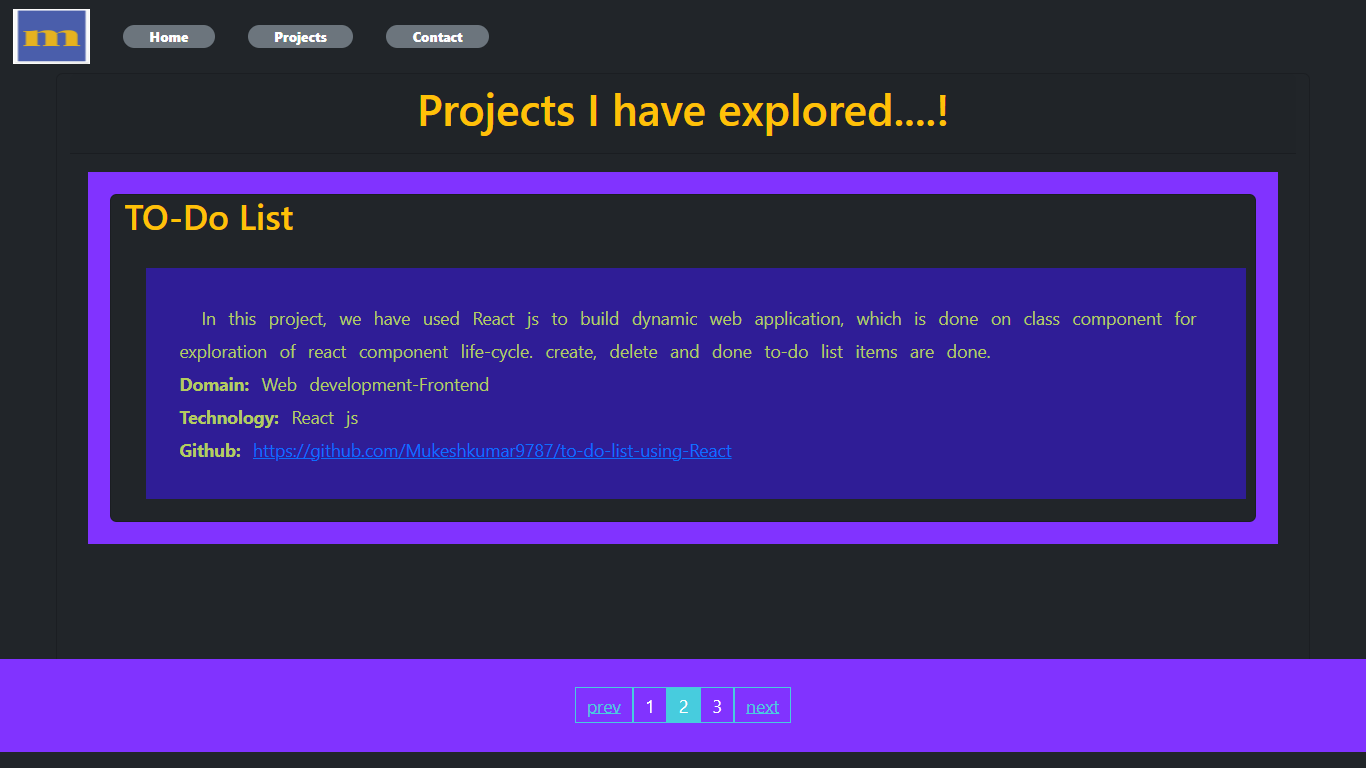 m
Home
Projects
Contact
Projects I have explored....!
TO-Do List
In this project, we have used React js to build dynamic web application, which is done on class component for
exploration of react component life-cycle. create, delete and done to-do list items are done.
Domain: Web development-Frontend
Technology: React js
Github: https://github.com/Mukeshkumar9787/to-do-list-using-React
prev 1 2 3 next